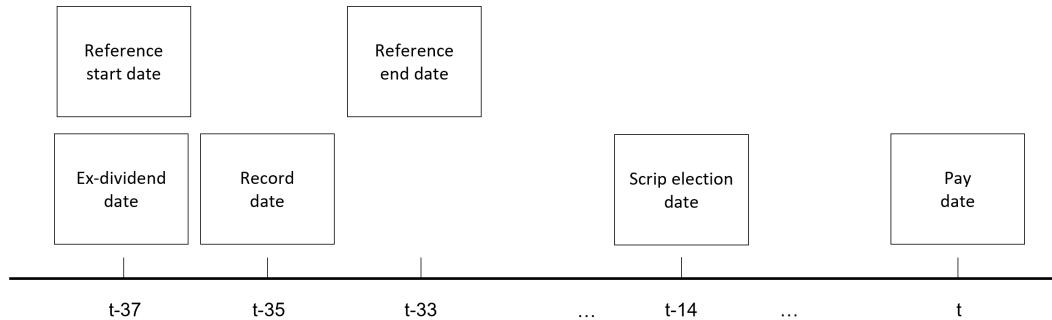 Reference
start date
Reference
end date
Ex-dividend
date
Record
date
Scrip election
date
Pay
date
t-37
t-35
t-33
...
t-14
...
t